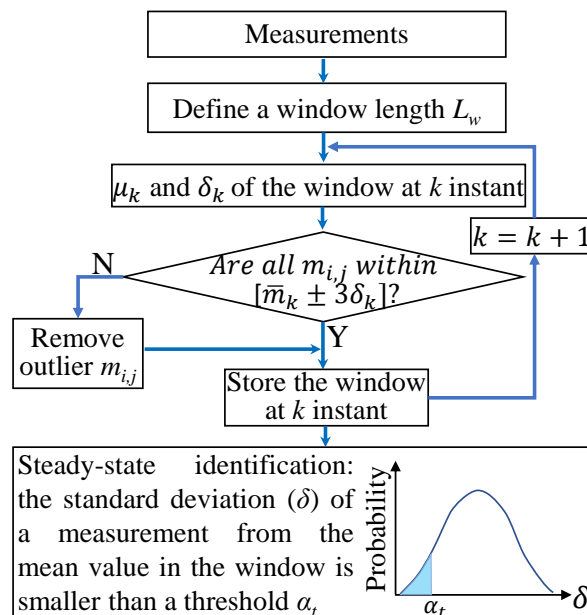 Measurements
Define a window length L_w
μ_k and δ_k of the window at k instant
k = k + 1
Are all m_{i,j} within
[m̄_k ± 3δ_k]?
N
Y
Remove
outlier m_{i,j}
Store the window
at k instant
Steady-state identification:
the standard deviation (δ) of
a measurement from the
mean value in the window is
smaller than a threshold α_t
Probability
α_t
δ